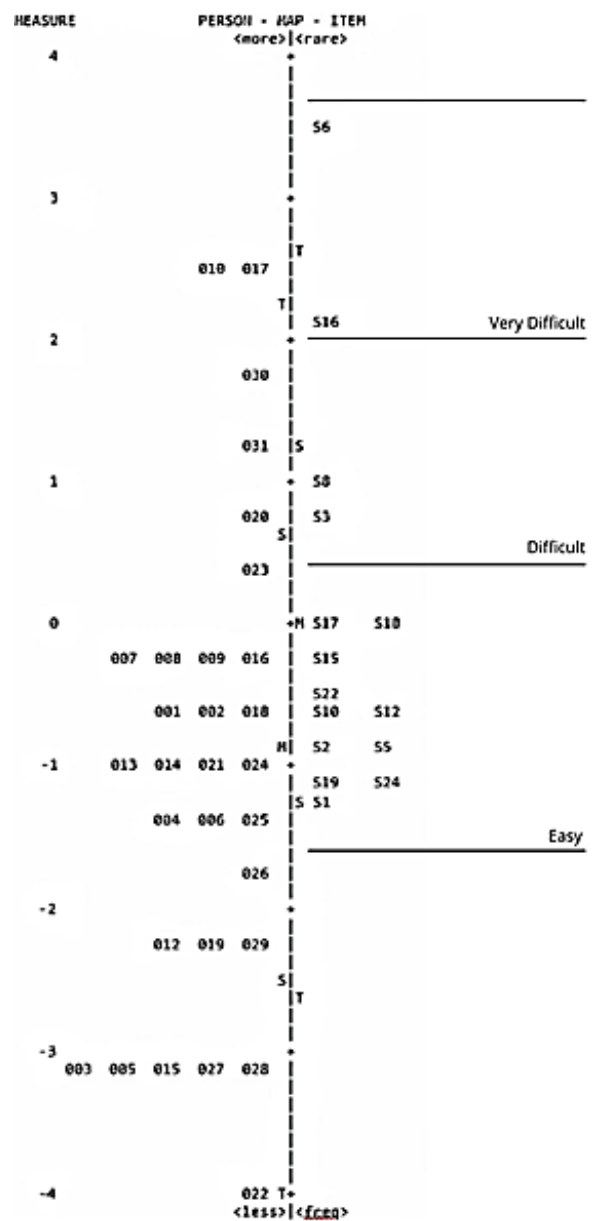 MEASURE PERSON - MAP - ITEM
<more>|<rare>
4
S6
3
T
010 017
T|
S16 Very Difficult
2
030
031 |S
1 S8
020 S3
S|
Difficult
023
0 +M S17 S18
007 008 009 016 S15
S22
001 002 018 S10 S12
M| S2 S5
-1 013 014 021 024
S19 S24
|S S1
004 006 025 Easy
026
-2
012 019 029
S|
|T
-3
003 005 015 027 028
-4 022 T+
<less>|<freq>